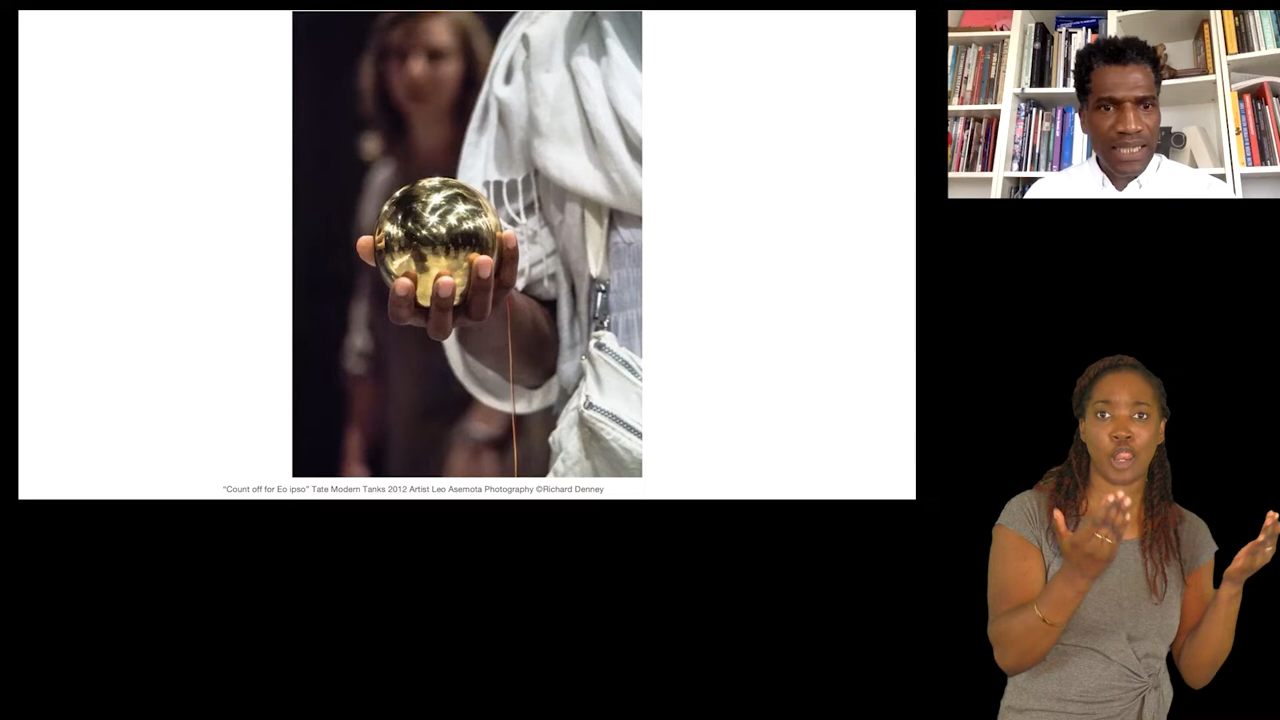 “Count off for Eo ipso” Tate Modern Tanks 2012 Artist Leo Asemota Photography ©Richard Denney